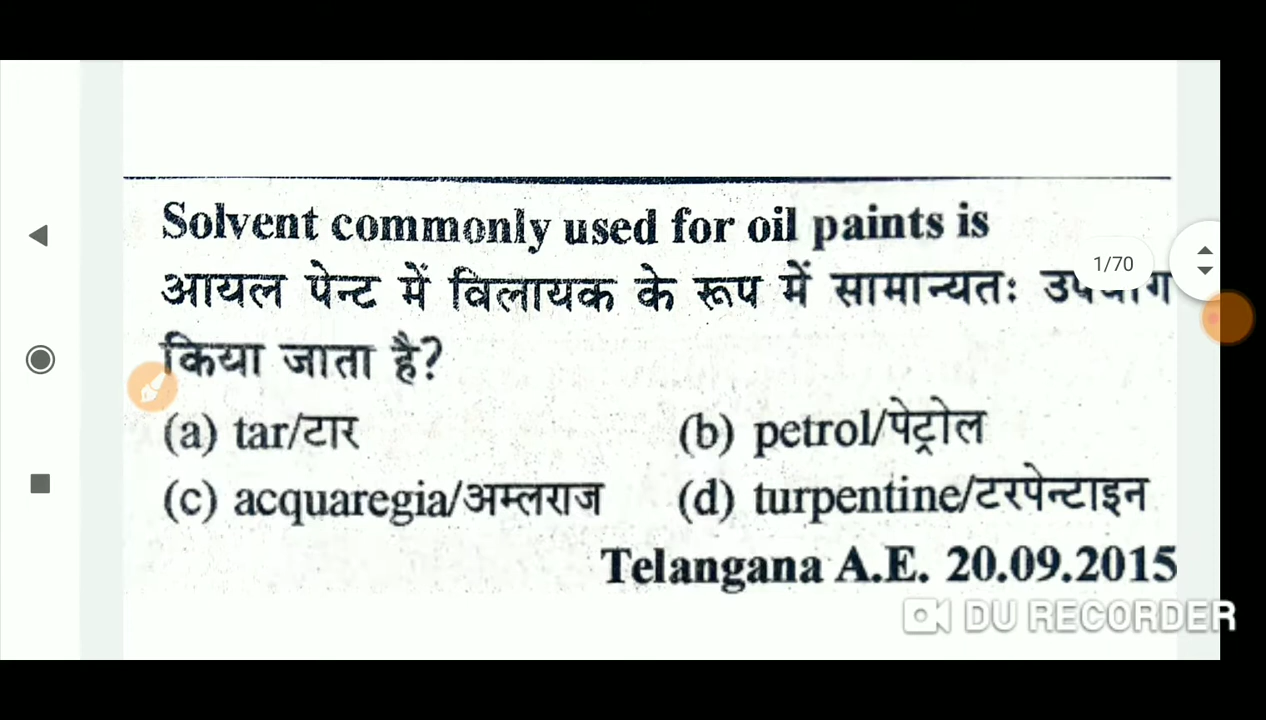 Solvent commonly used for oil paints is
आयल पेन्ट में विलायक के रूप में सामान्यतः
1/70
किया जाता है?
(a) tar/टार (b) petrol/पेट्रोल
(c) acquaregia/अम्लराज (d) turpentine/टरपेन्टाइन
Telangana A.E. 20.09.2015
DU RECORDER